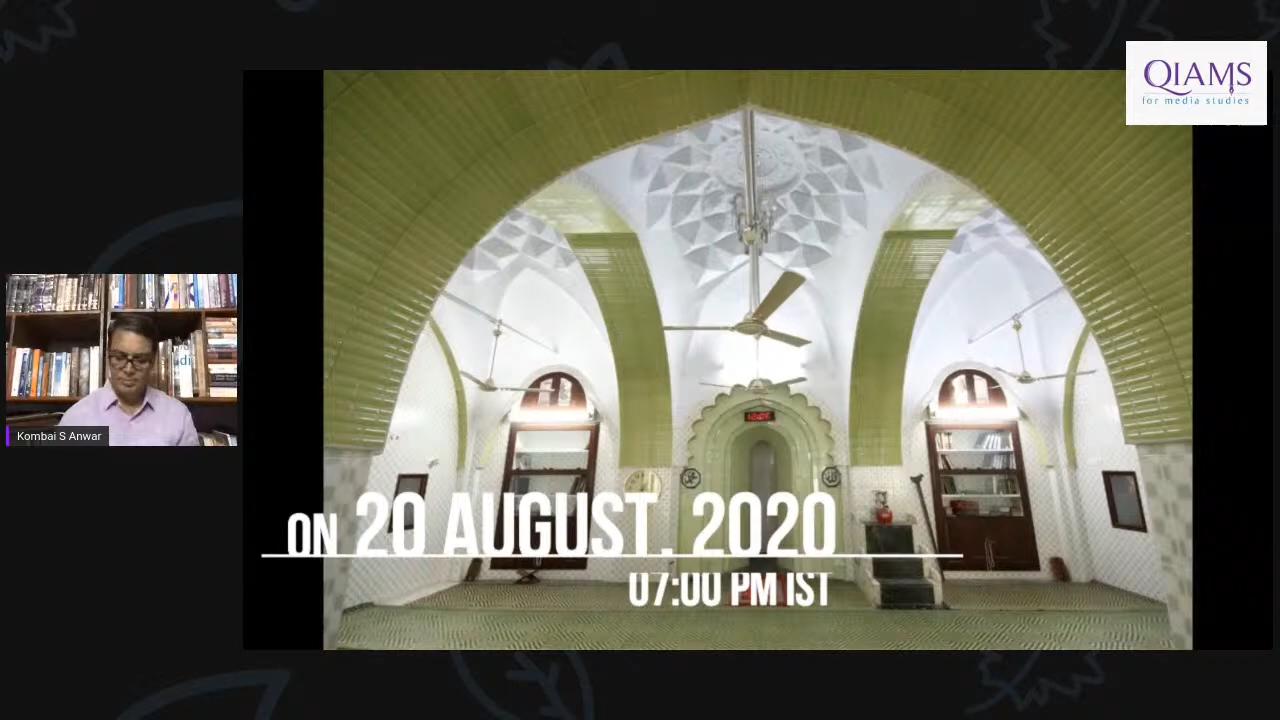 QIAMS
for media studies
Kombai S Anwar
ON 20 AUGUST, 2020
07:00 PM IST